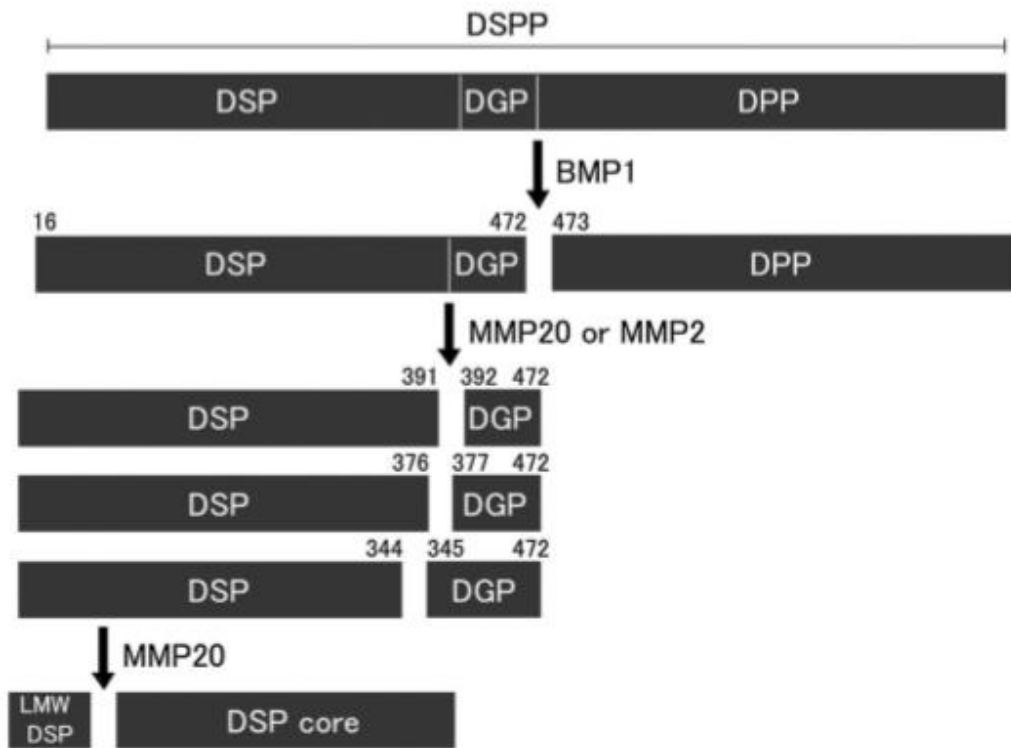 DSPP
DSP DGP DPP
BMP1
16 472 473
DSP DGP DPP
MMP20 or MMP2
391 392 472
DSP DGP
376 377 472
DSP DGP
344 345 472
DSP DGP
MMP20
LMW
DSP
DSP core